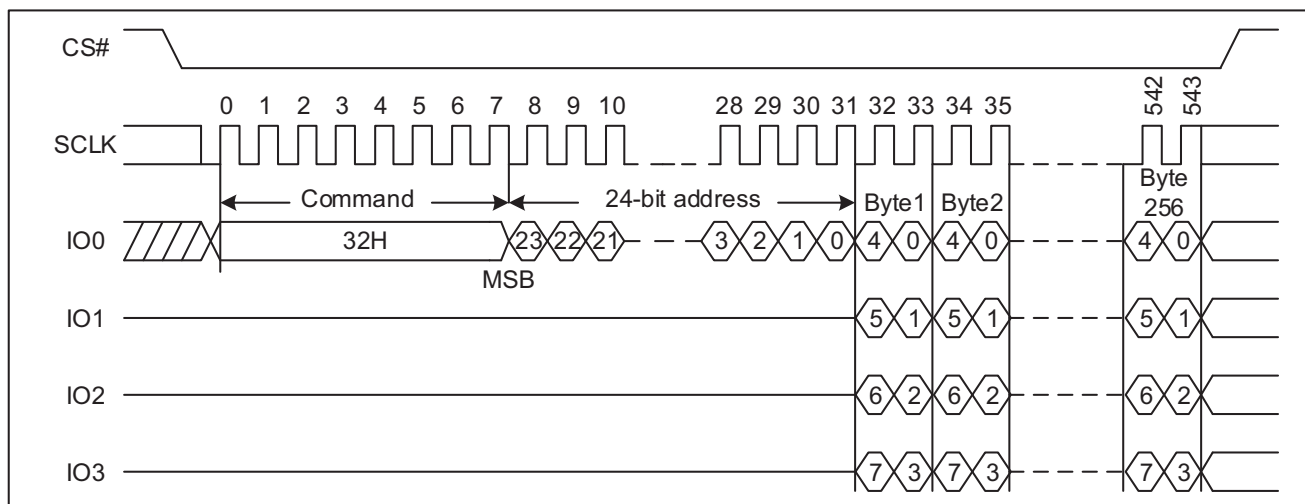 CS#
0 1 2 3 4 5 6 7 8 9 10 28 29 30 31 32 33 34 35 542 543
SCLK
Command 24-bit address Byte1 Byte2 Byte
256
IO0 32H 23 22 21 3 2 1 0 4 0 4 0 4 0
MSB
IO1 5 1 5 1 5 1
IO2 6 2 6 2 6 2
IO3 7 3 7 3 7 3